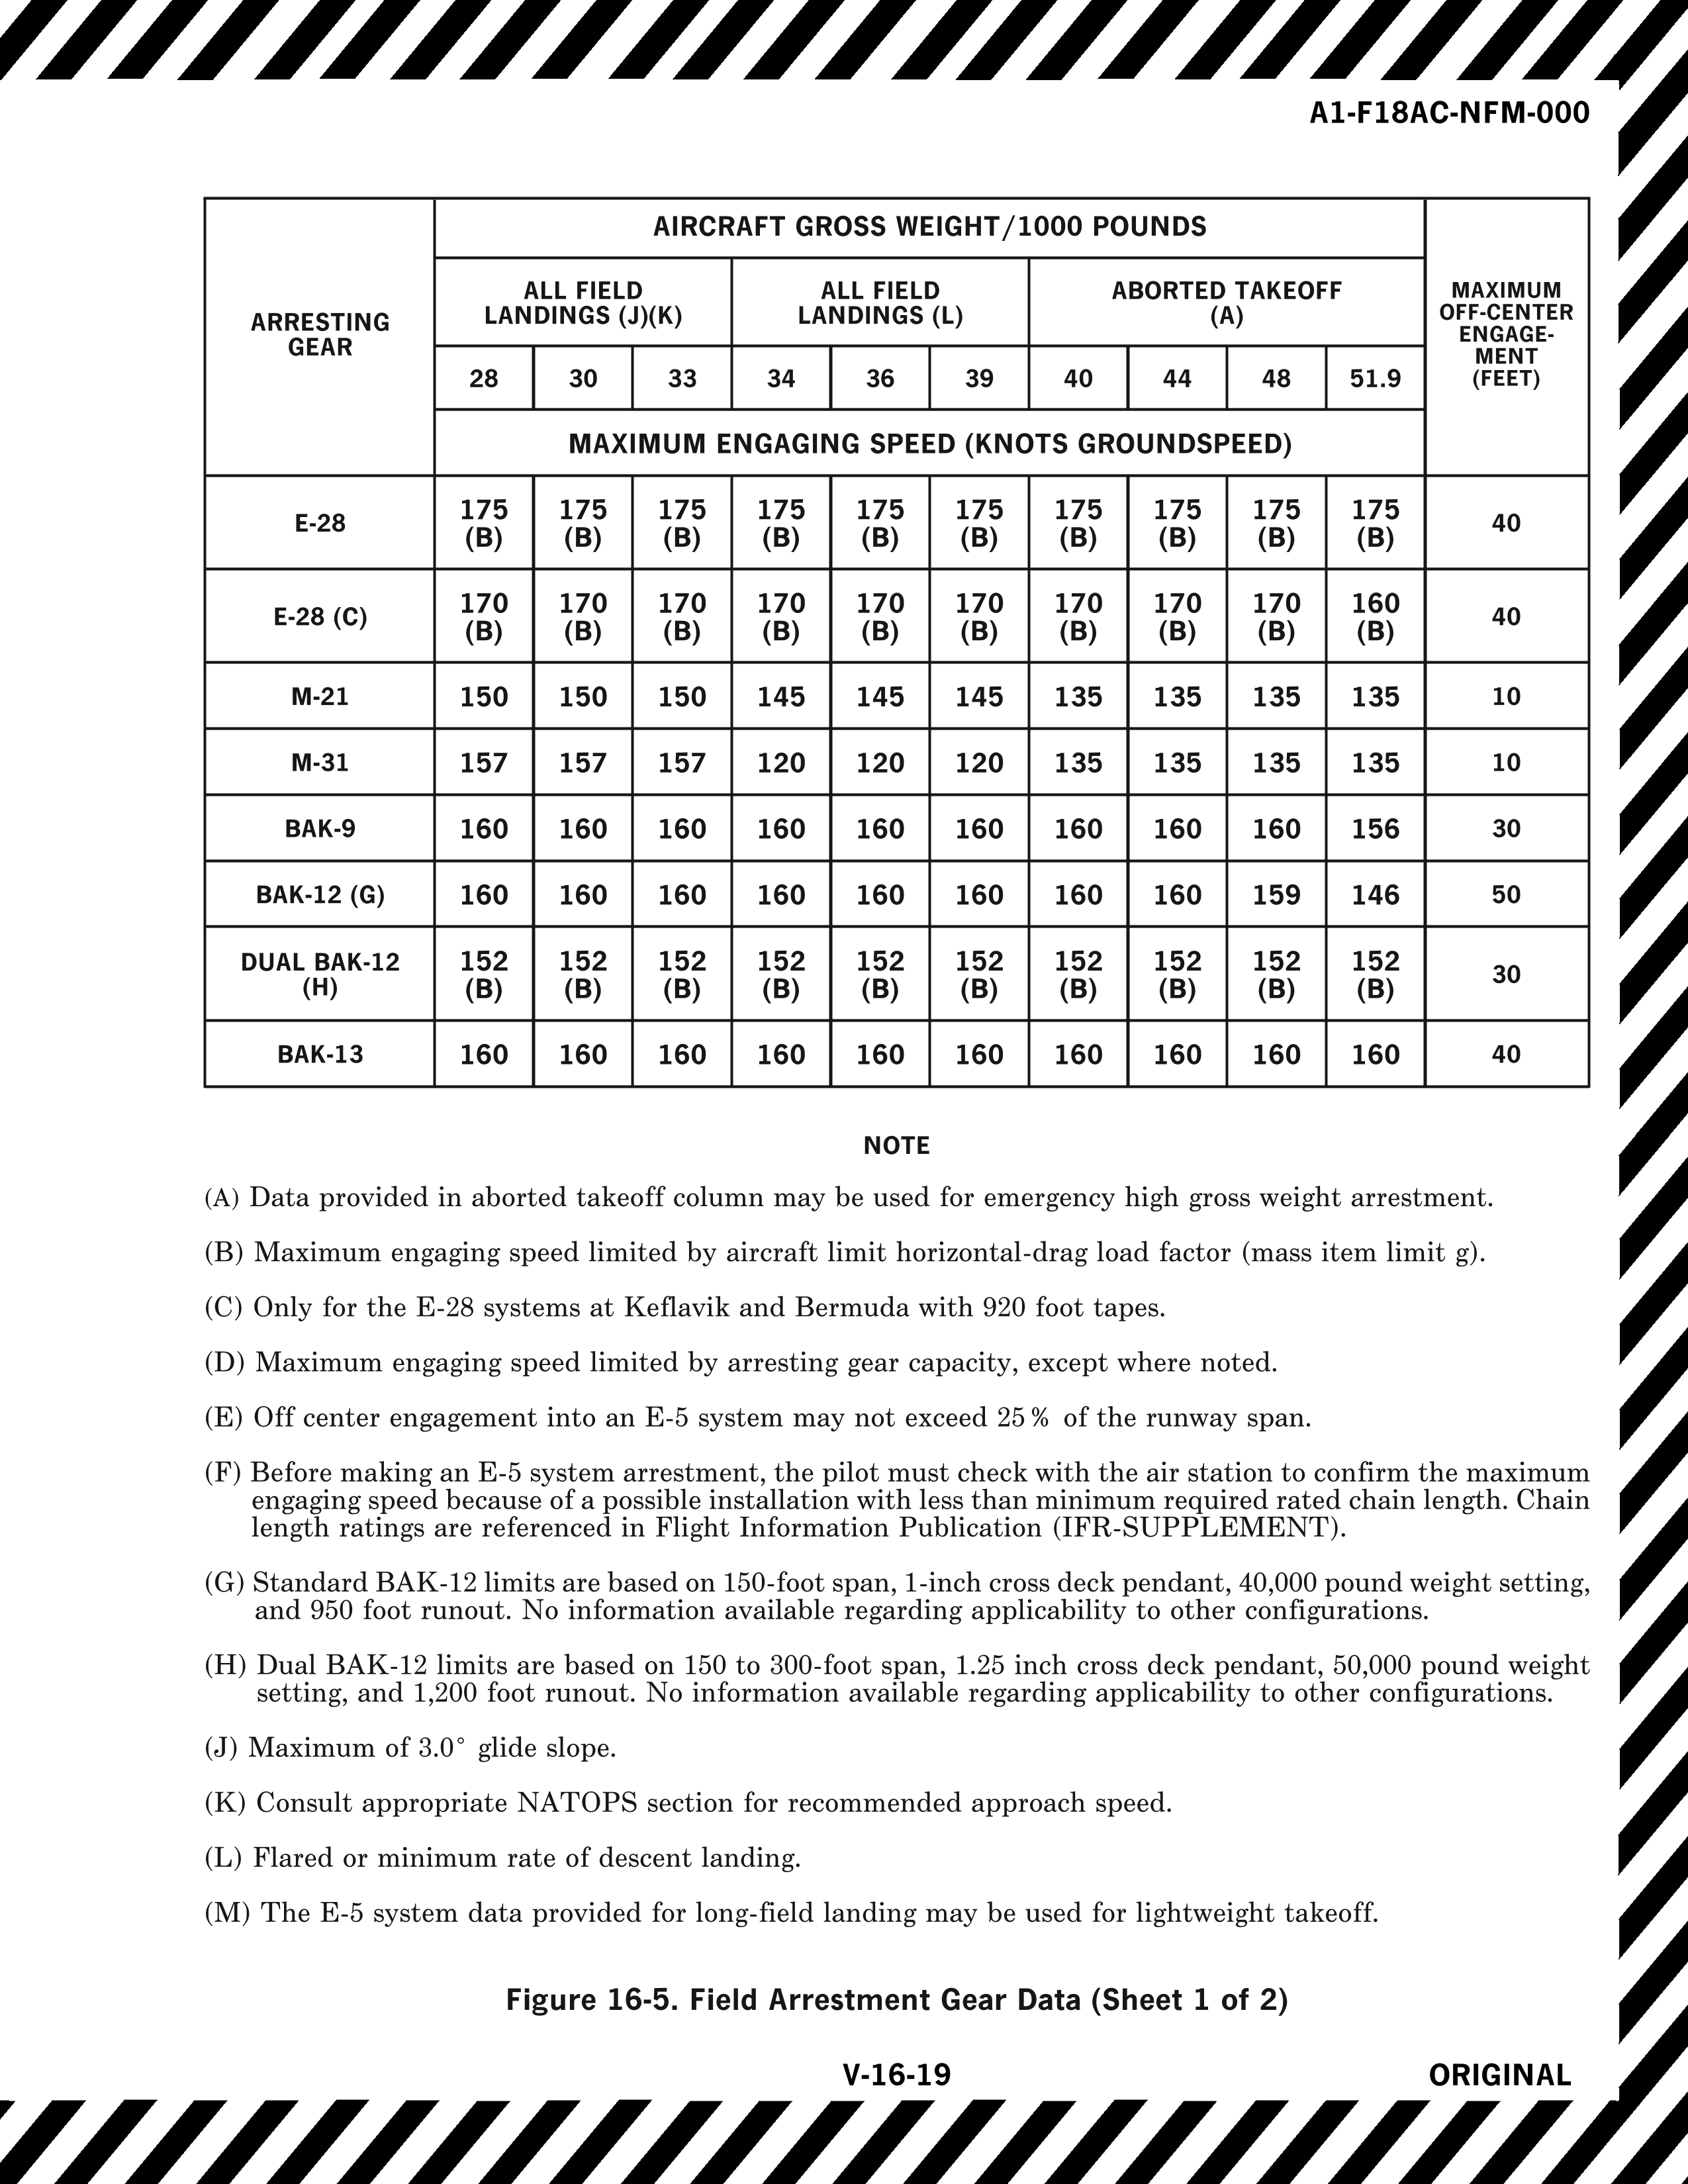 A1-F18AC-NFM-000
ARRESTING
GEAR
AIRCRAFT GROSS WEIGHT/1000 POUNDS
MAXIMUM
OFF-CENTER
ENGAGE-
MENT
(FEET)
ALL FIELD
LANDINGS (J)(K)
ALL FIELD
LANDINGS (L)
ABORTED TAKEOFF
(A)
28 30 33 34 36 39 40 44 48 51.9
MAXIMUM ENGAGING SPEED (KNOTS GROUNDSPEED)
E-28 175 175 175 175 175 175 175 175 175 175 40
(B) (B) (B) (B) (B) (B) (B) (B) (B) (B)
E-28 (C) 170 170 170 170 170 170 170 170 170 160 40
(B) (B) (B) (B) (B) (B) (B) (B) (B) (B)
M-21 150 150 150 145 145 145 135 135 135 135 10
M-31 157 157 157 120 120 120 135 135 135 135 10
BAK-9 160 160 160 160 160 160 160 160 160 156 30
BAK-12 (G) 160 160 160 160 160 160 160 160 159 146 50
DUAL BAK-12 152 152 152 152 152 152 152 152 152 152 30
(H) (B) (B) (B) (B) (B) (B) (B) (B) (B) (B)
BAK-13 160 160 160 160 160 160 160 160 160 160 40
NOTE
(A) Data provided in aborted takeoff column may be used for emergency high gross weight arrestment.
(B) Maximum engaging speed limited by aircraft limit horizontal-drag load factor (mass item limit g).
(C) Only for the E-28 systems at Keflavik and Bermuda with 920 foot tapes.
(D) Maximum engaging speed limited by arresting gear capacity, except where noted.
(E) Off center engagement into an E-5 system may not exceed 25% of the runway span.
(F) Before making an E-5 system arrestment, the pilot must check with the air station to confirm the maximum
engaging speed because of a possible installation with less than minimum required rated chain length. Chain
length ratings are referenced in Flight Information Publication (IFR-SUPPLEMENT).
(G) Standard BAK-12 limits are based on 150-foot span, 1-inch cross deck pendant, 40,000 pound weight setting,
and 950 foot runout. No information available regarding applicability to other configurations.
(H) Dual BAK-12 limits are based on 150 to 300-foot span, 1.25 inch cross deck pendant, 50,000 pound weight
setting, and 1,200 foot runout. No information available regarding applicability to other configurations.
(J) Maximum of 3.0° glide slope.
(K) Consult appropriate NATOPS section for recommended approach speed.
(L) Flared or minimum rate of descent landing.
(M) The E-5 system data provided for long-field landing may be used for lightweight takeoff.
Figure 16-5. Field Arrestment Gear Data (Sheet 1 of 2)
V-16-19
ORIGINAL